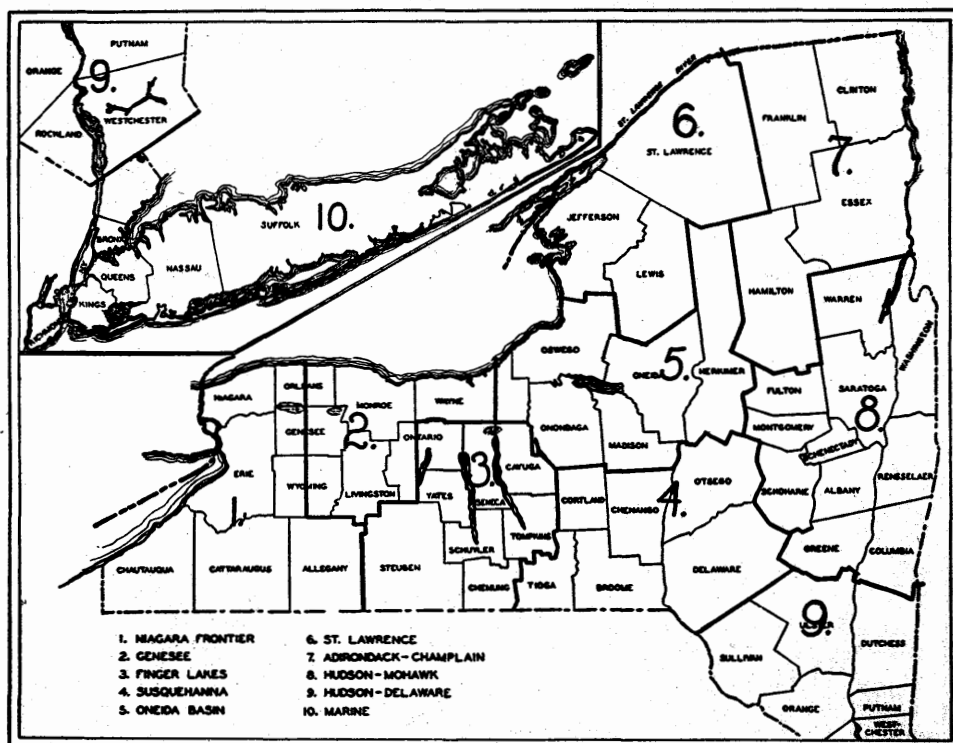 PUTNAM
ORANGE
9.
WESTCHESTER
ROCKLAND
SUFFOLK
10.
BRONX
NASSAU
QUEENS
KINGS
RICHMOND
ST. LAWRENCE RIVER
6.
ST. LAWRENCE
FRANKLIN
CLINTON
7.
ESSEX
JEFFERSON
LEWIS
HAMILTON
WARREN
WASHINGTON
OSWEGO
ONEIDA
5.
HERKIMER
FULTON
SARATOGA
8.
MONTGOMERY
SCHENECTADY
NIAGARA
ORLEANS
MONROE
WAYNE
GENESEE
2.
ONTARIO
ONONDAGA
MADISON
ERIE
1
WYOMING
LIVINGSTON
YATES
3.
SENECA
CAYUGA
CORTLAND
CHENANGO
4.
OTSEGO
SCHOHARIE
ALBANY
RENSSELAER
SCHUYLER
TOMPKINS
GREENE
COLUMBIA
CHAUTAUQUA
CATTARAUGUS
ALLEGANY
STEUBEN
CHEMUNG
TIOGA
BROOME
DELAWARE
ULSTER
9.
SULLIVAN
DUTCHESS
ORANGE
PUTNAM
WEST-
CHESTER
1. NIAGARA FRONTIER
2. GENESEE
3. FINGER LAKES
4. SUSQUEHANNA
5. ONEIDA BASIN
6. ST. LAWRENCE
7. ADIRONDACK-CHAMPLAIN
8. HUDSON-MOHAWK
9. HUDSON-DELAWARE
10. MARINE